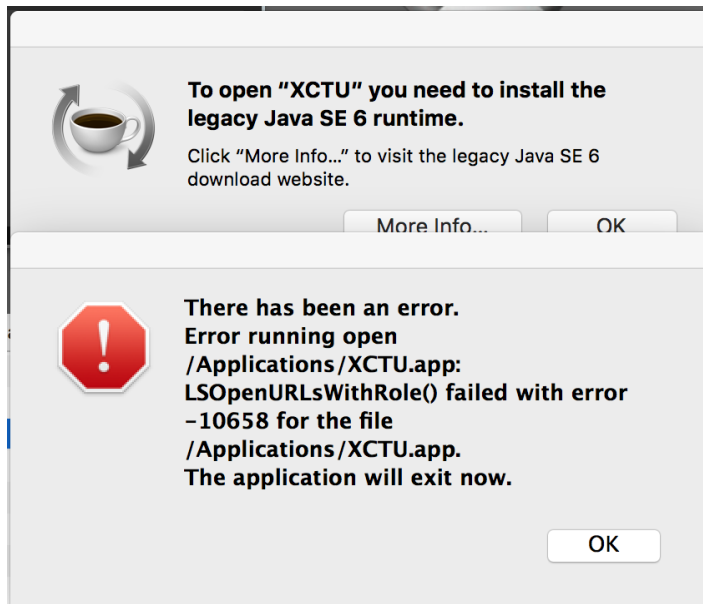 To open “XCTU” you need to install the
legacy Java SE 6 runtime.
Click “More Info...” to visit the legacy Java SE 6
download website.
More Info...
OK
There has been an error.
Error running open
/Applications/XCTU.app:
LSOpenURLsWithRole() failed with error
-10658 for the file
/Applications/XCTU.app.
The application will exit now.
OK